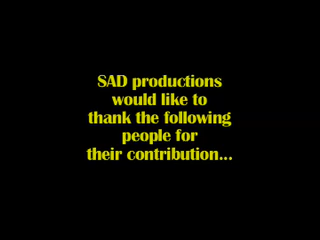 SAD productions
would like to
thank the following
people for
their contribution...